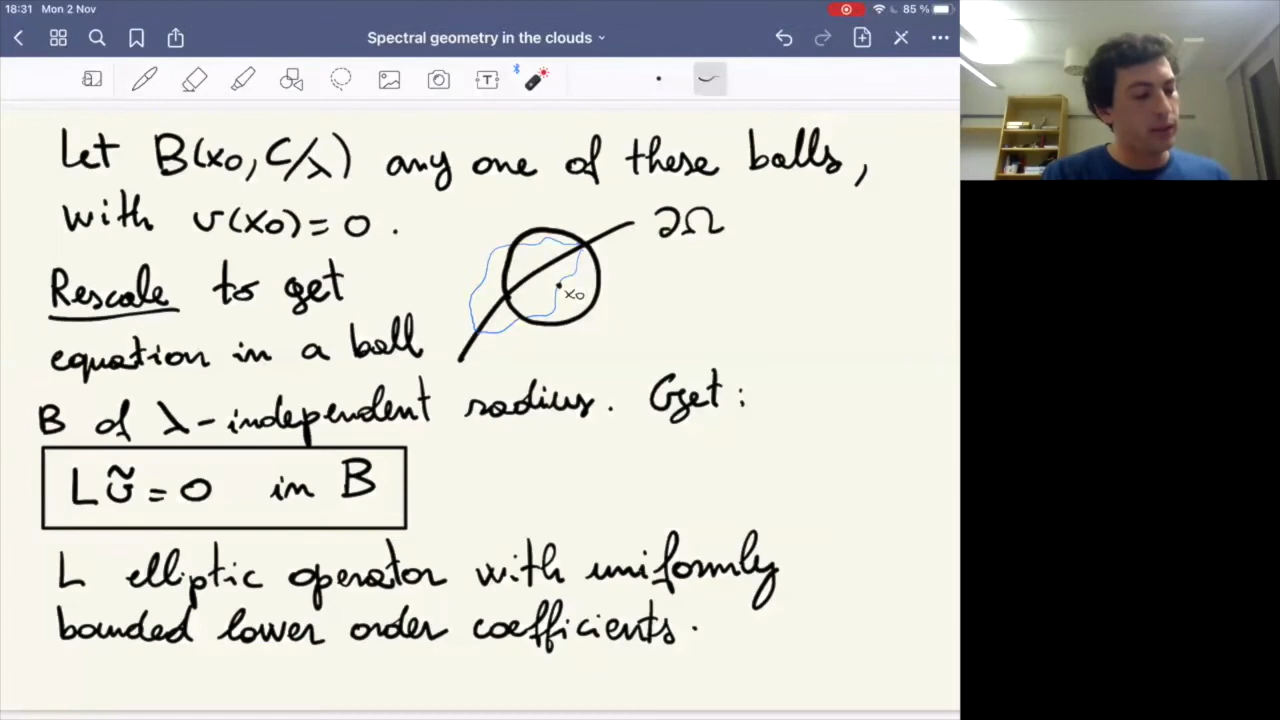 18:31 Mon 2 Nov
85 %
Spectral geometry in the clouds
Let B(x0, C/λ) any one of these balls,
with v(x0) = 0 .
∂Ω
x0
Rescale to get
equation in a ball
B of λ-independent radius. Get :
Lṽ = 0 in B
L elliptic operator with uniformly
bounded lower order coefficients.